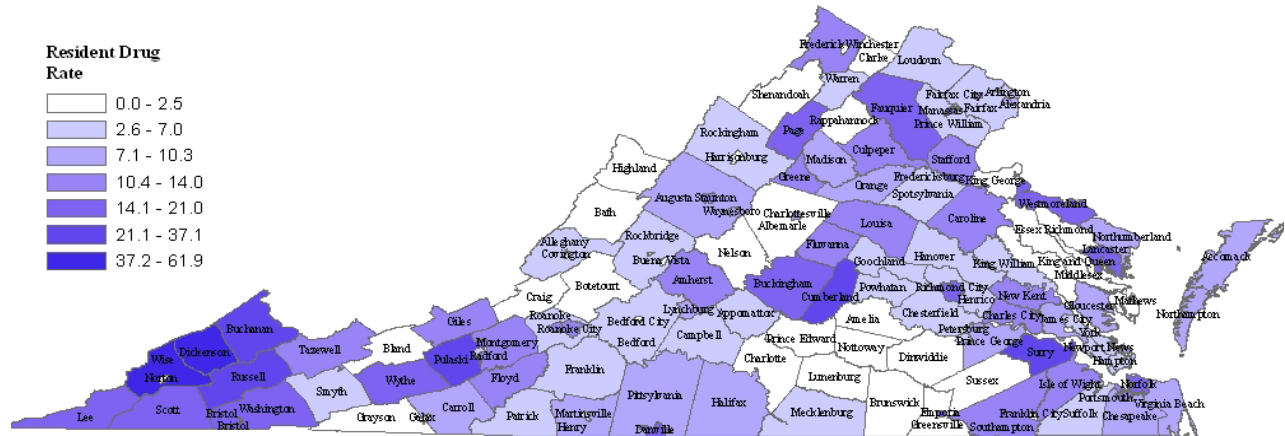 Resident Drug
Rate
0.0 - 2.5
2.6 - 7.0
7.1 - 10.3
10.4 - 14.0
14.1 - 21.0
21.1 - 37.1
37.2 - 61.9
Frederick
Winchester
Clarke
Loudoun
Warren
Shenandoah
Fairfax City
Arlington
Fauquier
Manassas
Fairfax
Alexandria
Rappahannock
Prince William
Page
Rockingham
Harrisonburg
Madison
Culpeper
Stafford
Highland
Greene
Fredericksburg
King George
Orange
Spotsylvania
Augusta
Staunton
Waynesboro
Westmoreland
Bath
Charlottesville
Albemarle
Louisa
Caroline
Essex
Richmond
Northumberland
Lancaster
Alleghany
Covington
Rockbridge
Nelson
Fluvanna
Goochland
Hanover
King William
King and Queen
Middlesex
Accomack
Buena Vista
Amherst
Buckingham
Cumberland
Powhatan
Richmond City
Henrico
New Kent
Gloucester
Mathews
Northampton
Botetourt
Craig
Roanoke
Roanoke City
Bedford City
Bedford
Lynchburg
Appomattox
Campbell
Amelia
Chesterfield
Charles City
James City
York
Petersburg
Prince George
Surry
Newport News
Hampton
Buchanan
Dickenson
Wise
Norton
Russell
Tazewell
Bland
Giles
Montgomery
Radford
Pulaski
Floyd
Franklin
Prince Edward
Nottoway
Dinwiddie
Charlotte
Lunenburg
Sussex
Isle of Wight
Norfolk
Portsmouth
Virginia Beach
Chesapeake
Suffolk
Franklin City
Southampton
Emporia
Greensville
Brunswick
Mecklenburg
Halifax
Pittsylvania
Danville
Martinsville
Henry
Patrick
Carroll
Galax
Grayson
Wythe
Smyth
Washington
Bristol
Bristol
Scott
Lee